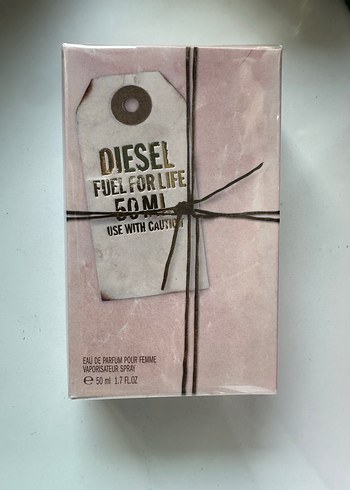 DIESEL
FUEL FOR LIFE
50 ML
USE WITH CAUTION
EAU DE PARFUM POUR FEMME
VAPORISATEUR SPRAY
℮ 50 ml 1.7 FL.OZ